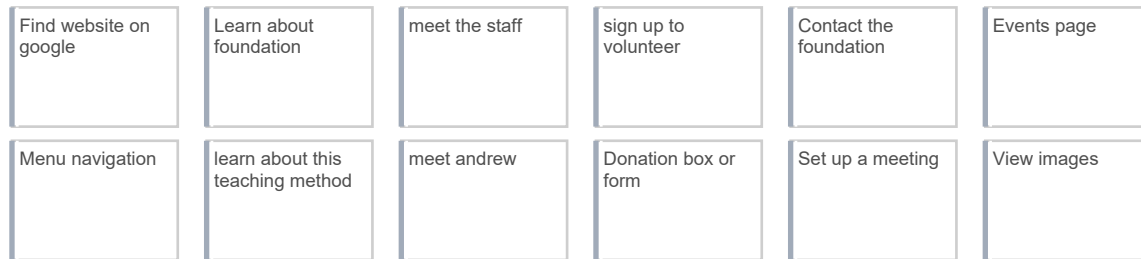 Find website on
google
Learn about
foundation
meet the staff
sign up to
volunteer
Contact the
foundation
Events page
Menu navigation
learn about this
teaching method
meet andrew
Donation box or
form
Set up a meeting
View images